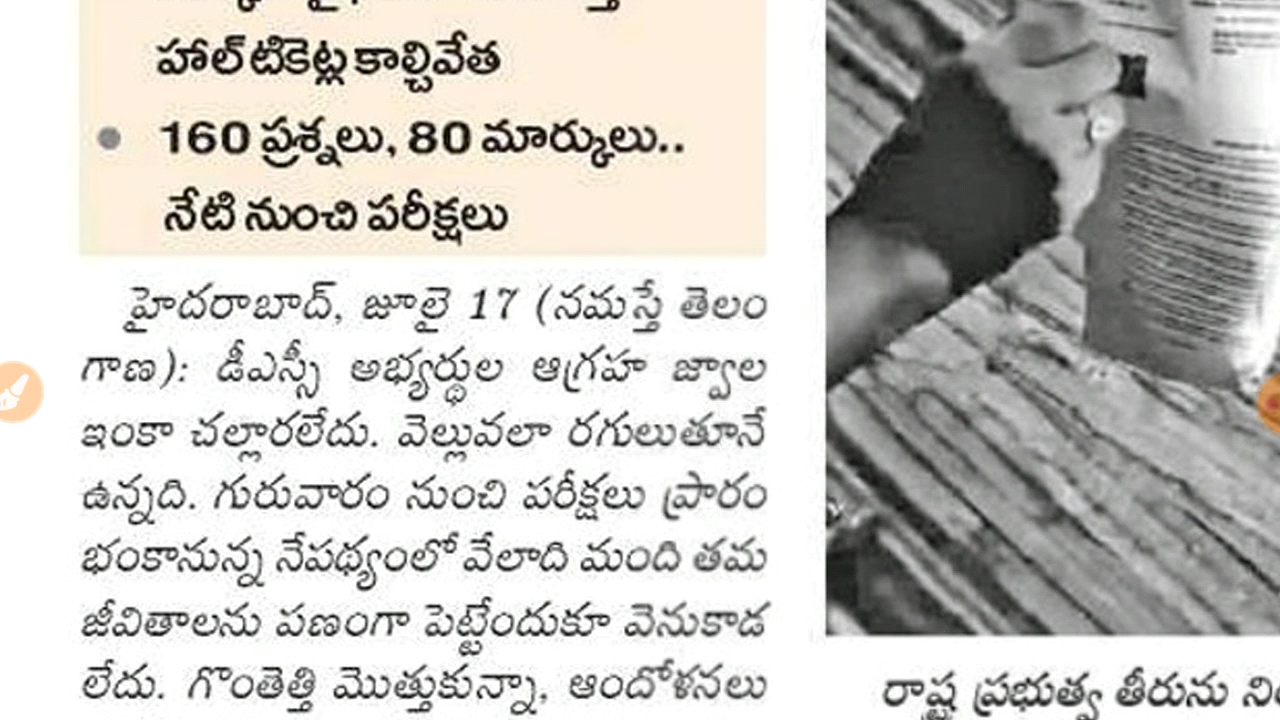 హాల్‌టికెట్ల కాల్చివేత
160 ప్రశ్నలు, 80 మార్కులు..
నేటి నుంచి పరీక్షలు
హైదరాబాద్, జూలై 17 (నమస్తే తెలం
గాణ): డీఎస్సీ అభ్యర్థుల ఆగ్రహ జ్వాల
ఇంకా చల్లారలేదు. వెల్లువలా రగులుతూనే
ఉన్నది. గురువారం నుంచి పరీక్షలు ప్రారం
భంకానున్న నేపథ్యంలో వేలాది మంది తమ
జీవితాలను పణంగా పెట్టేందుకూ వెనుకాడ
లేదు. గొంతెత్తి మొత్తుకున్నా, ఆందోళనలు
రాష్ట్ర ప్రభుత్వ తీరును